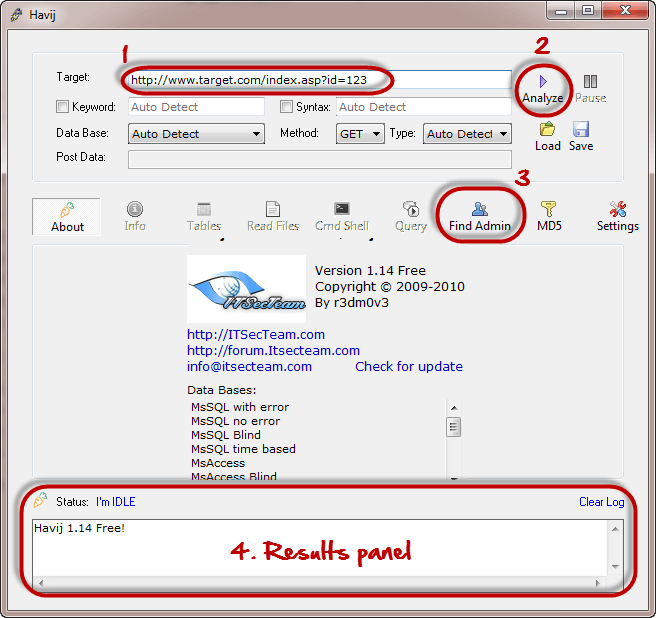 Havij
1
2
Target: http://www.target.com/index.asp?id=123
Analyze Pause
Keyword: Auto Detect Syntax: Auto Detect
Data Base: Auto Detect Method: GET Type: Auto Detect
Load Save
Post Data:
3
About Info Tables Read Files Cmd Shell Query Find Admin MD5 Settings
ITSecTeam
Version 1.14 Free
Copyright © 2009-2010
By r3dm0v3
http://ITSecTeam.com
http://forum.Itsecteam.com
info@itsecteam.com Check for update
Data Bases:
MsSQL with error
MsSQL no error
MsSQL Blind
MsSQL time based
MsAccess
MsAccess Blind
Status: I'm IDLE Clear Log
Havij 1.14 Free!
4. Results panel